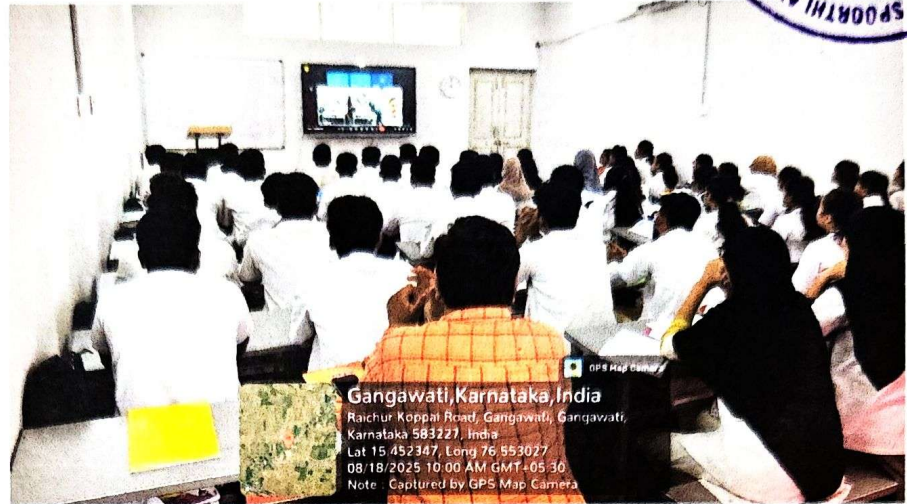 SPOORTHI
GPS Map Camera
Gangawati,Karnataka,India
Raichur Koppal Road, Gangawati, Gangawati,
Karnataka 583227, India
Lat 15.452347, Long 76.553027
08/18/2025 10:00 AM GMT+05:30
Note : Captured by GPS Map Camera